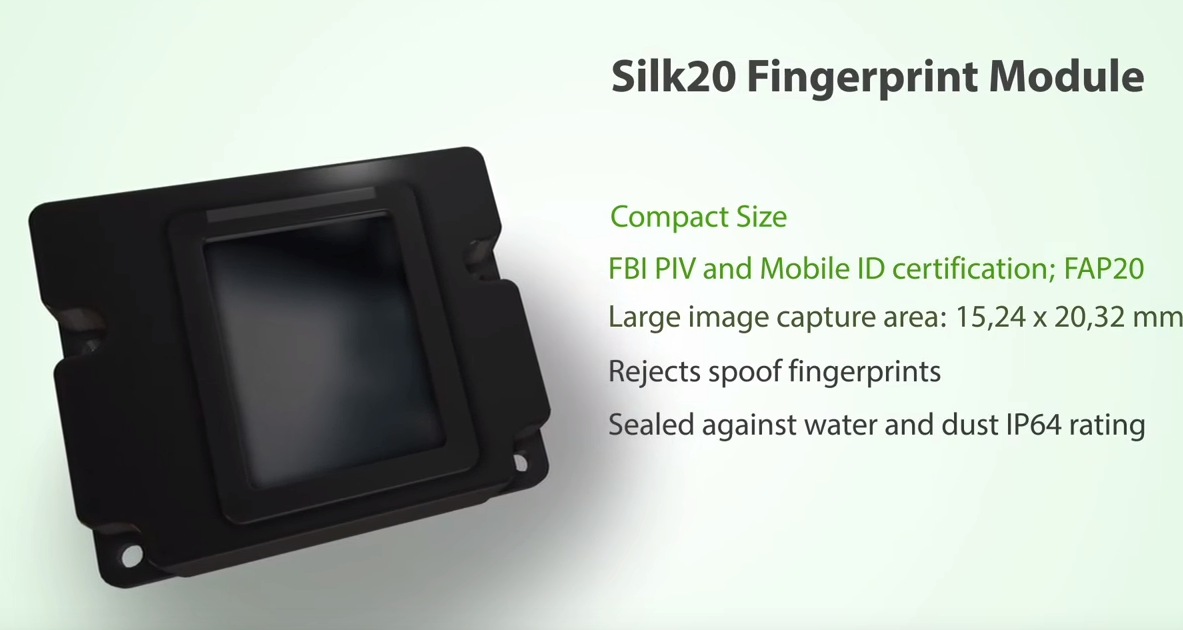 Silk20 Fingerprint Module
Compact Size
FBI PIV and Mobile ID certification; FAP20
Large image capture area: 15,24 x 20,32 mm
Rejects spoof fingerprints
Sealed against water and dust IP64 rating